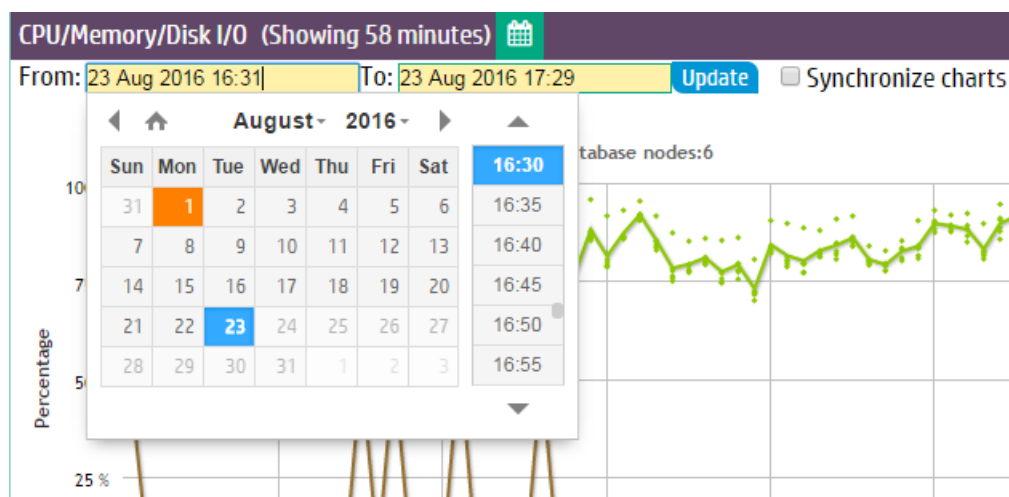 CPU/Memory/Disk I/O (Showing 58 minutes)
From: 23 Aug 2016 16:31 To: 23 Aug 2016 17:29 Update Synchronize charts
August 2016
tabase nodes:6
Sun Mon Tue Wed Thu Fri Sat 16:30
31 1 2 3 4 5 6 16:35
7 8 9 10 11 12 13 16:40
14 15 16 17 18 19 20 16:45
21 22 23 24 25 26 27 16:50
28 29 30 31 1 2 3 16:55
10
7
5
25 %
Percentage